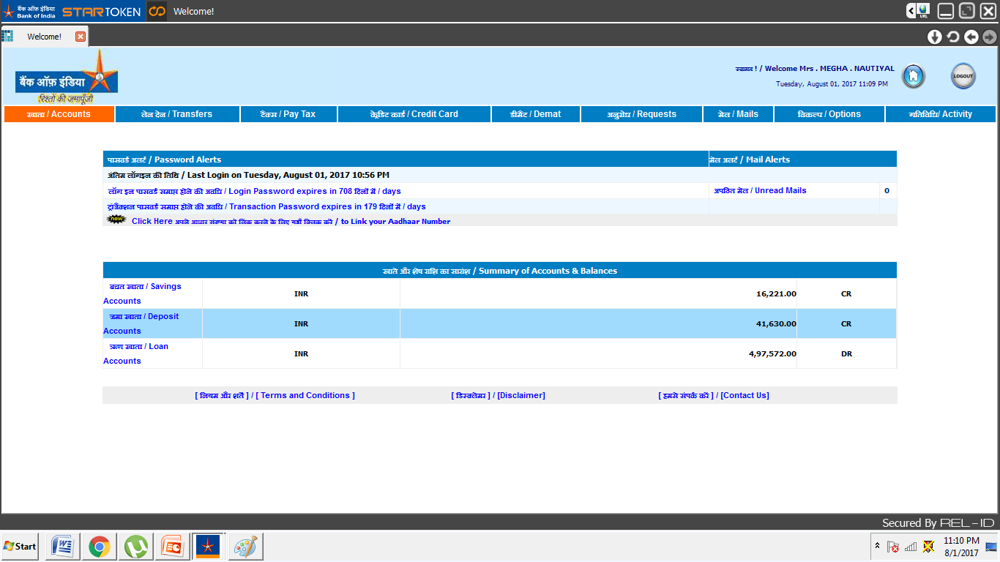 बैंक ऑफ़ इंडिया
Bank of India
STAR TOKEN
Welcome!
URL
Welcome!
बैंक ऑफ़ इंडिया
रिश्तों की जमापूँजी
स्वागत ! / Welcome Mrs . MEGHA . NAUTIYAL
Tuesday, August 01, 2017 11:09 PM
LOGOUT
खाता / Accounts
लेन देन / Transfers
टैक्स / Pay Tax
क्रेडिट कार्ड / Credit Card
डीमैट / Demat
अनुरोध / Requests
मेल / Mails
विकल्प / Options
गतिविधि/ Activity
पासवर्ड अलर्ट / Password Alerts
मेल अलर्ट / Mail Alerts
अंतिम लॉगइन की तिथि / Last Login on Tuesday, August 01, 2017 10:56 PM
लॉग इन पासवर्ड समाप्त होने की अवधि / Login Password expires in 708 दिनों में / days
अपठित मेल / Unread Mails 0
ट्रांजैक्शन पासवर्ड समाप्त होने की अवधि / Transaction Password expires in 179 दिनों में / days
new Click Here अपने आधार संख्या को लिंक करने के लिए यहाँ क्लिक करें / to Link your Aadhaar Number
खाते और शेष राशि का सारांश / Summary of Accounts & Balances
बचत खाता / Savings Accounts INR 16,221.00 CR
जमा खाता / Deposit Accounts INR 41,630.00 CR
ऋण खाता / Loan Accounts INR 4,97,572.00 DR
[ नियम और शर्तें ] / [ Terms and Conditions ]
[ डिस्क्लेमर ] / [Disclaimer]
[ हमसे संपर्क करें ] / [Contact Us]
Secured By REL-ID
Start
11:10 PM
8/1/2017